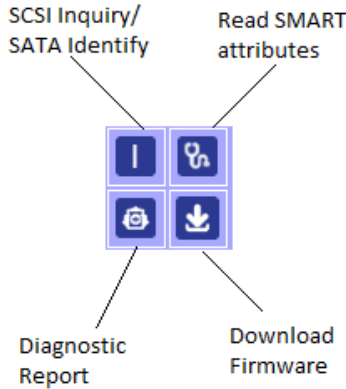 SCSI Inquiry/
SATA Identify
Read SMART
attributes
Diagnostic
Report
Download
Firmware